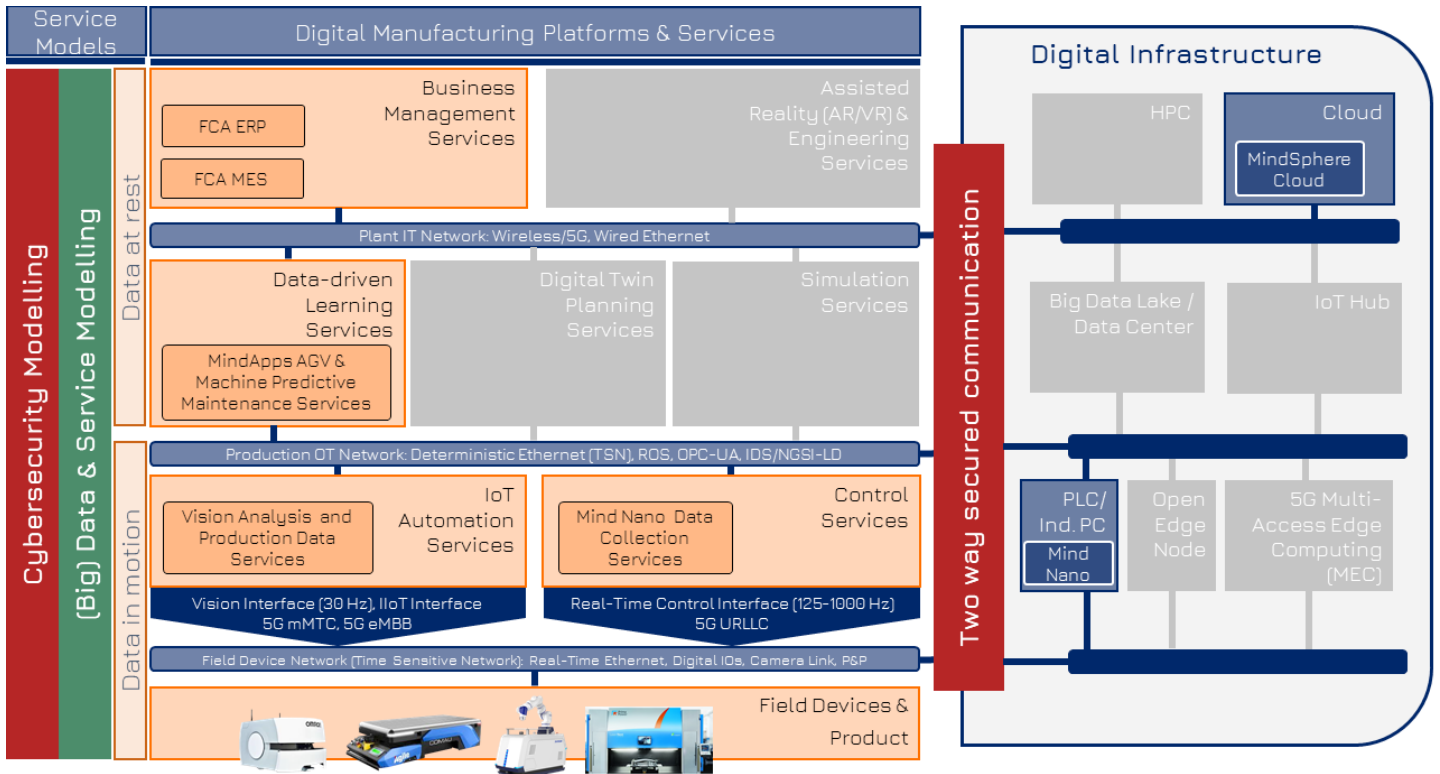 Service
Models
Digital Manufacturing Platforms & Services
Digital Infrastructure
Cybersecurity Modelling
(Big) Data & Service Modelling
Data at rest
Data in motion
Business
Management
Services
FCA ERP
FCA MES
Assisted
Reality (AR/VR) &
Engineering
Services
Plant IT Network: Wireless/5G, Wired Ethernet
Data-driven
Learning
Services
MindApps AGV &
Machine Predictive
Maintenance Services
Digital Twin
Planning
Services
Simulation
Services
Production OT Network: Deterministic Ethernet (TSN), ROS, OPC-UA, IDS/NGSI-LD
IoT
Automation
Services
Vision Analysis and
Production Data
Services
Control
Services
Mind Nano Data
Collection
Services
Vision Interface (30 Hz), IIoT Interface
5G mMTC, 5G eMBB
Real-Time Control Interface (125-1000 Hz)
5G URLLC
Field Device Network (Time Sensitive Network): Real-Time Ethernet, Digital IOs, Camera Link, P&P
Field Devices &
Product
OMRON
COMAU
agile
Two way secured communication
HPC
Cloud
MindSphere
Cloud
Big Data Lake /
Data Center
IoT Hub
PLC/
Ind. PC
Mind
Nano
Open
Edge
Node
5G Multi-
Access Edge
Computing
(MEC)